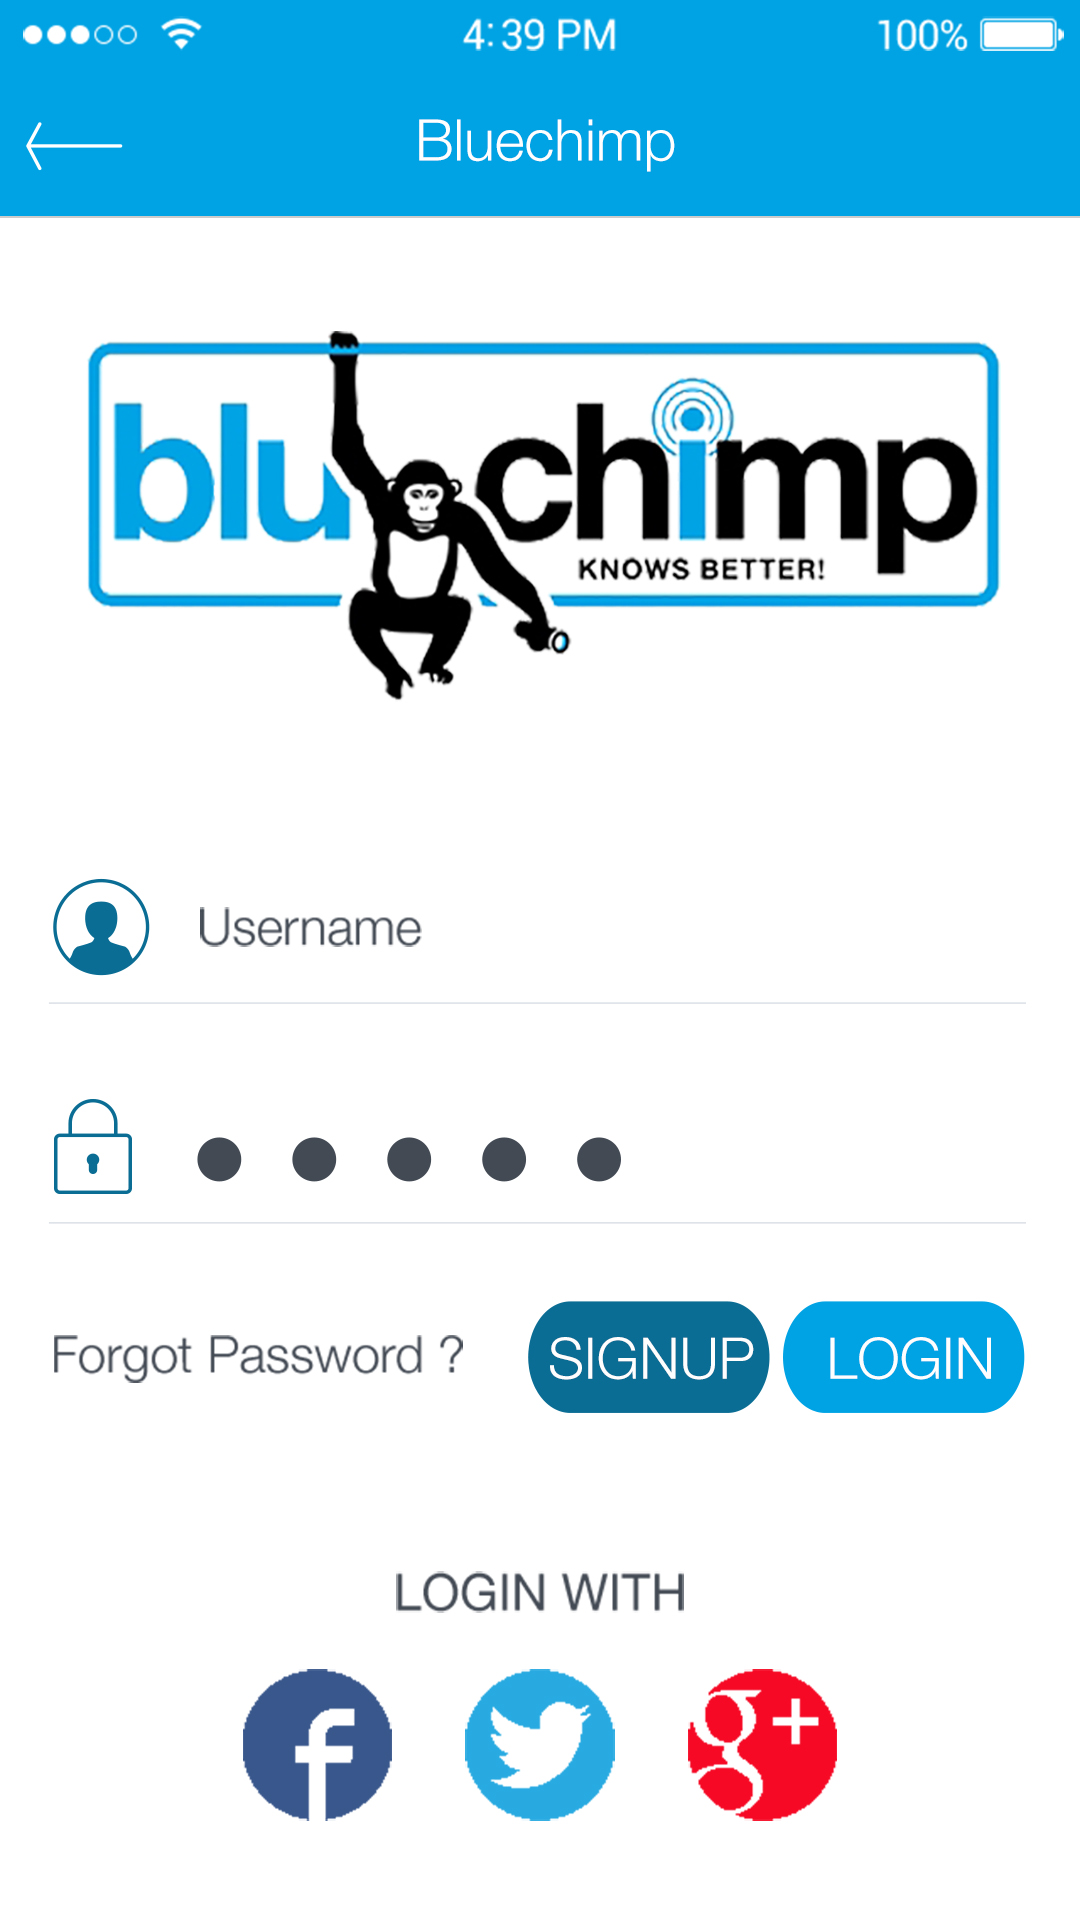 4:39 PM 100%
Bluechimp
blu chimp
KNOWS BETTER!
Username
Forgot Password ? SIGNUP LOGIN
LOGIN WITH
f g+